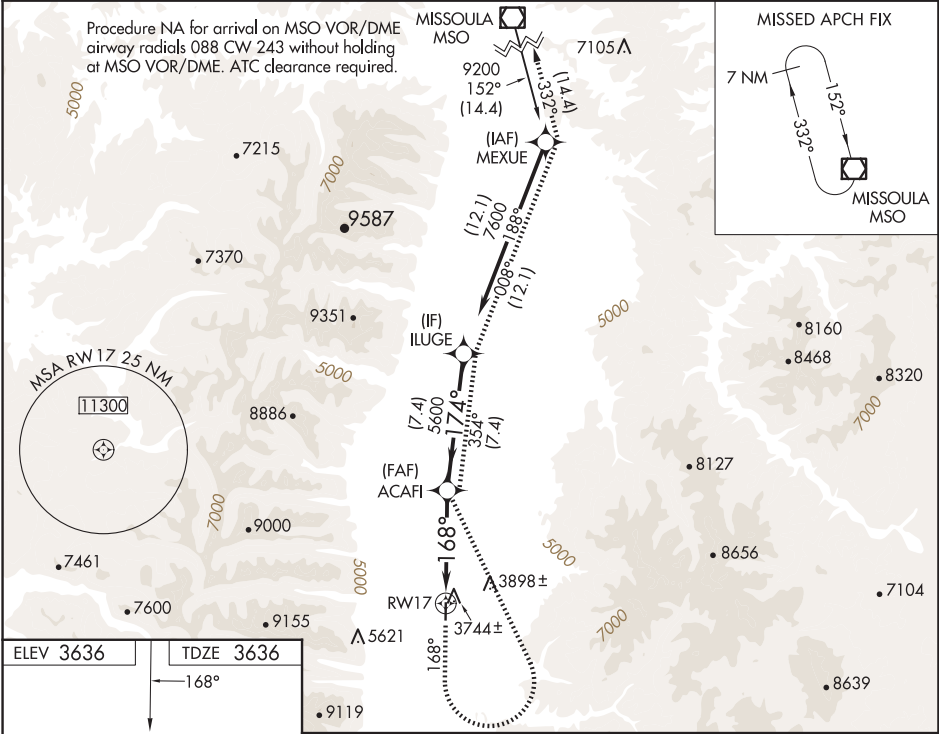 Procedure NA for arrival on MSO VOR/DME
airway radials 088 CW 243 without holding
at MSO VOR/DME. ATC clearance required.
MISSOULA
MSO
7105
9200
152°
(14.4)
332°
(14.4)
MISSED APCH FIX
7 NM
152°
332°
MISSOULA
MSO
5000
7215
7000
(IAF)
MEXUE
9587
7370
(12.1)
7600
188°
008°
(12.1)
9351
(IF)
ILUGE
5000
5000
8160
8468
8320
7000
MSA RW 17 25 NM
11300
8886
(7.4)
5600
174°
354°
(7.4)
8127
(FAF)
ACAFI
7000
9000
168°
5000
8656
7461
5000
3898±
7104
7600
RW17
3744±
9155
5621
7000
168°
ELEV 3636
TDZE 3636
168°
8639
9119